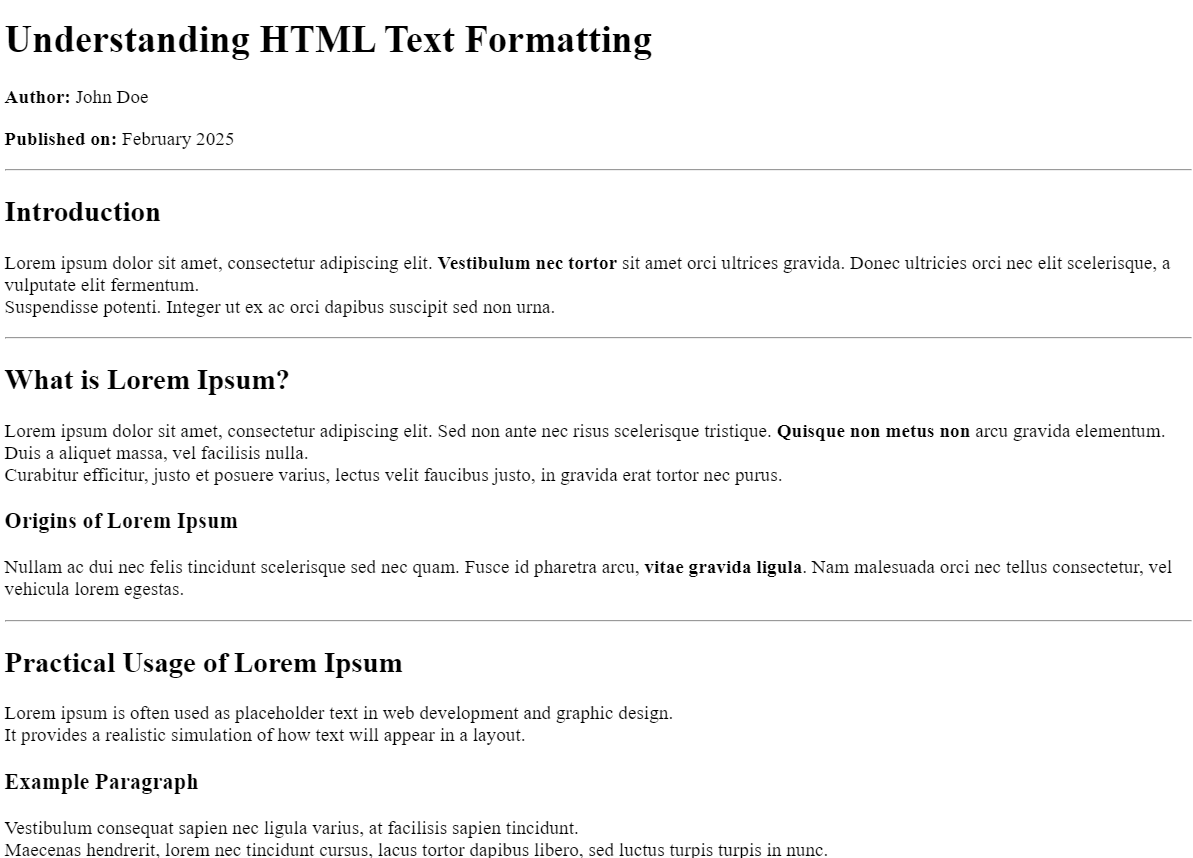 Understanding HTML Text Formatting
Author: John Doe
Published on: February 2025
Introduction
Lorem ipsum dolor sit amet, consectetur adipiscing elit. Vestibulum nec tortor sit amet orci ultrices gravida. Donec ultricies orci nec elit scelerisque, a
vulputate elit fermentum.
Suspendisse potenti. Integer ut ex ac orci dapibus suscipit sed non urna.
What is Lorem Ipsum?
Lorem ipsum dolor sit amet, consectetur adipiscing elit. Sed non ante nec risus scelerisque tristique. Quisque non metus non arcu gravida elementum.
Duis a aliquet massa, vel facilisis nulla.
Curabitur efficitur, justo et posuere varius, lectus velit faucibus justo, in gravida erat tortor nec purus.
Origins of Lorem Ipsum
Nullam ac dui nec felis tincidunt scelerisque sed nec quam. Fusce id pharetra arcu, vitae gravida ligula. Nam malesuada orci nec tellus consectetur, vel
vehicula lorem egestas.
Practical Usage of Lorem Ipsum
Lorem ipsum is often used as placeholder text in web development and graphic design.
It provides a realistic simulation of how text will appear in a layout.
Example Paragraph
Vestibulum consequat sapien nec ligula varius, at facilisis sapien tincidunt.
Maecenas hendrerit, lorem nec tincidunt cursus, lacus tortor dapibus libero, sed luctus turpis turpis in nunc.